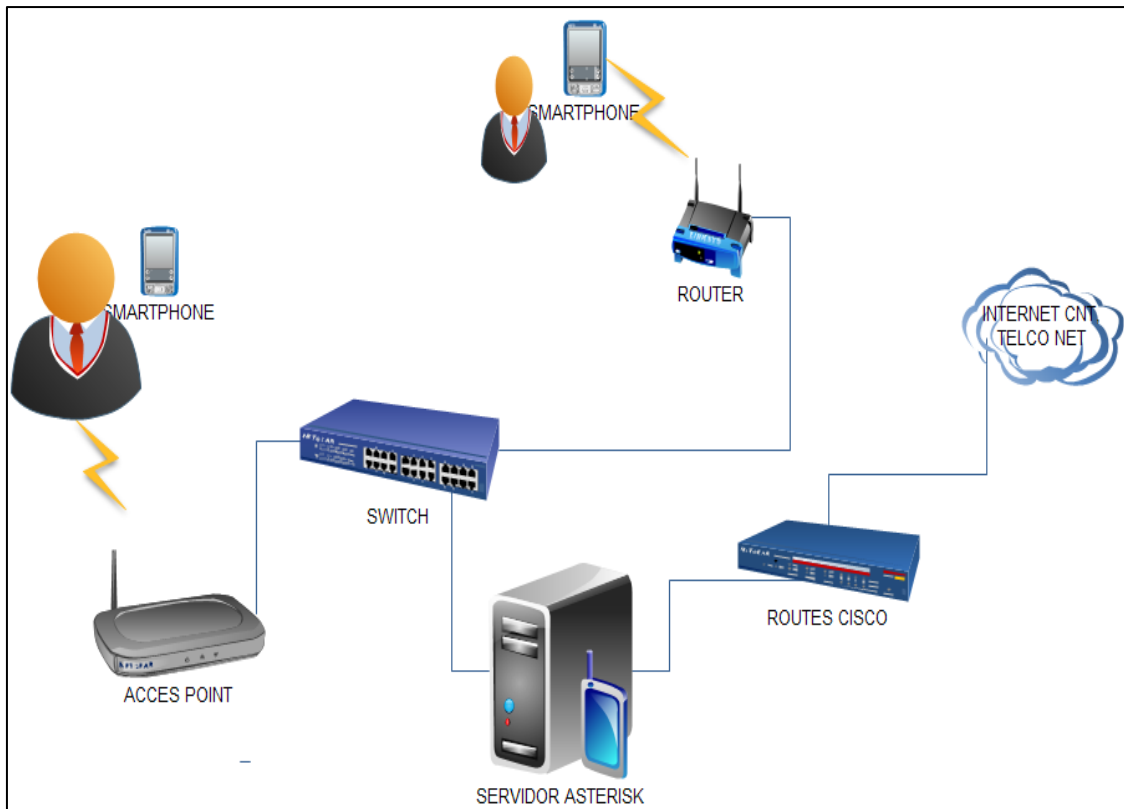 SMARTPHONE
ROUTER
SMARTPHONE
INTERNET CNT
TELCO NET
SWITCH
ROUTES CISCO
ACCES POINT
SERVIDOR ASTERISK